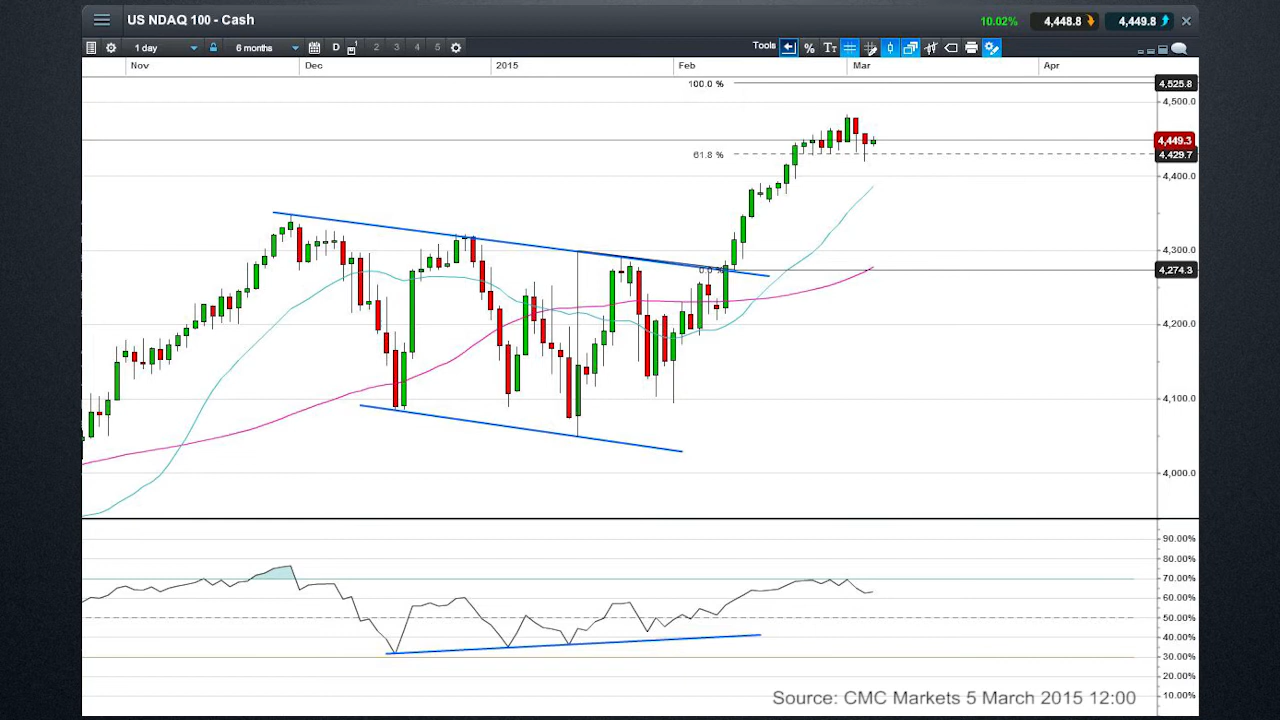 US NDAQ 100 - Cash 10.02% 4,448.8 4,449.8
1 day 6 months D 1 2 3 4 5 Tools % TT
Nov Dec 2015 Feb Mar Apr
100.0 % 4,525.8
4,500.0
4,449.3
61.8 % 4,429.7
4,400.0
4,300.0
0.0 % 4,274.3
4,200.0
4,100.0
4,000.0
90.00%
80.00%
70.00%
60.00%
50.00%
40.00%
30.00%
20.00%
10.00%
Source: CMC Markets 5 March 2015 12:00